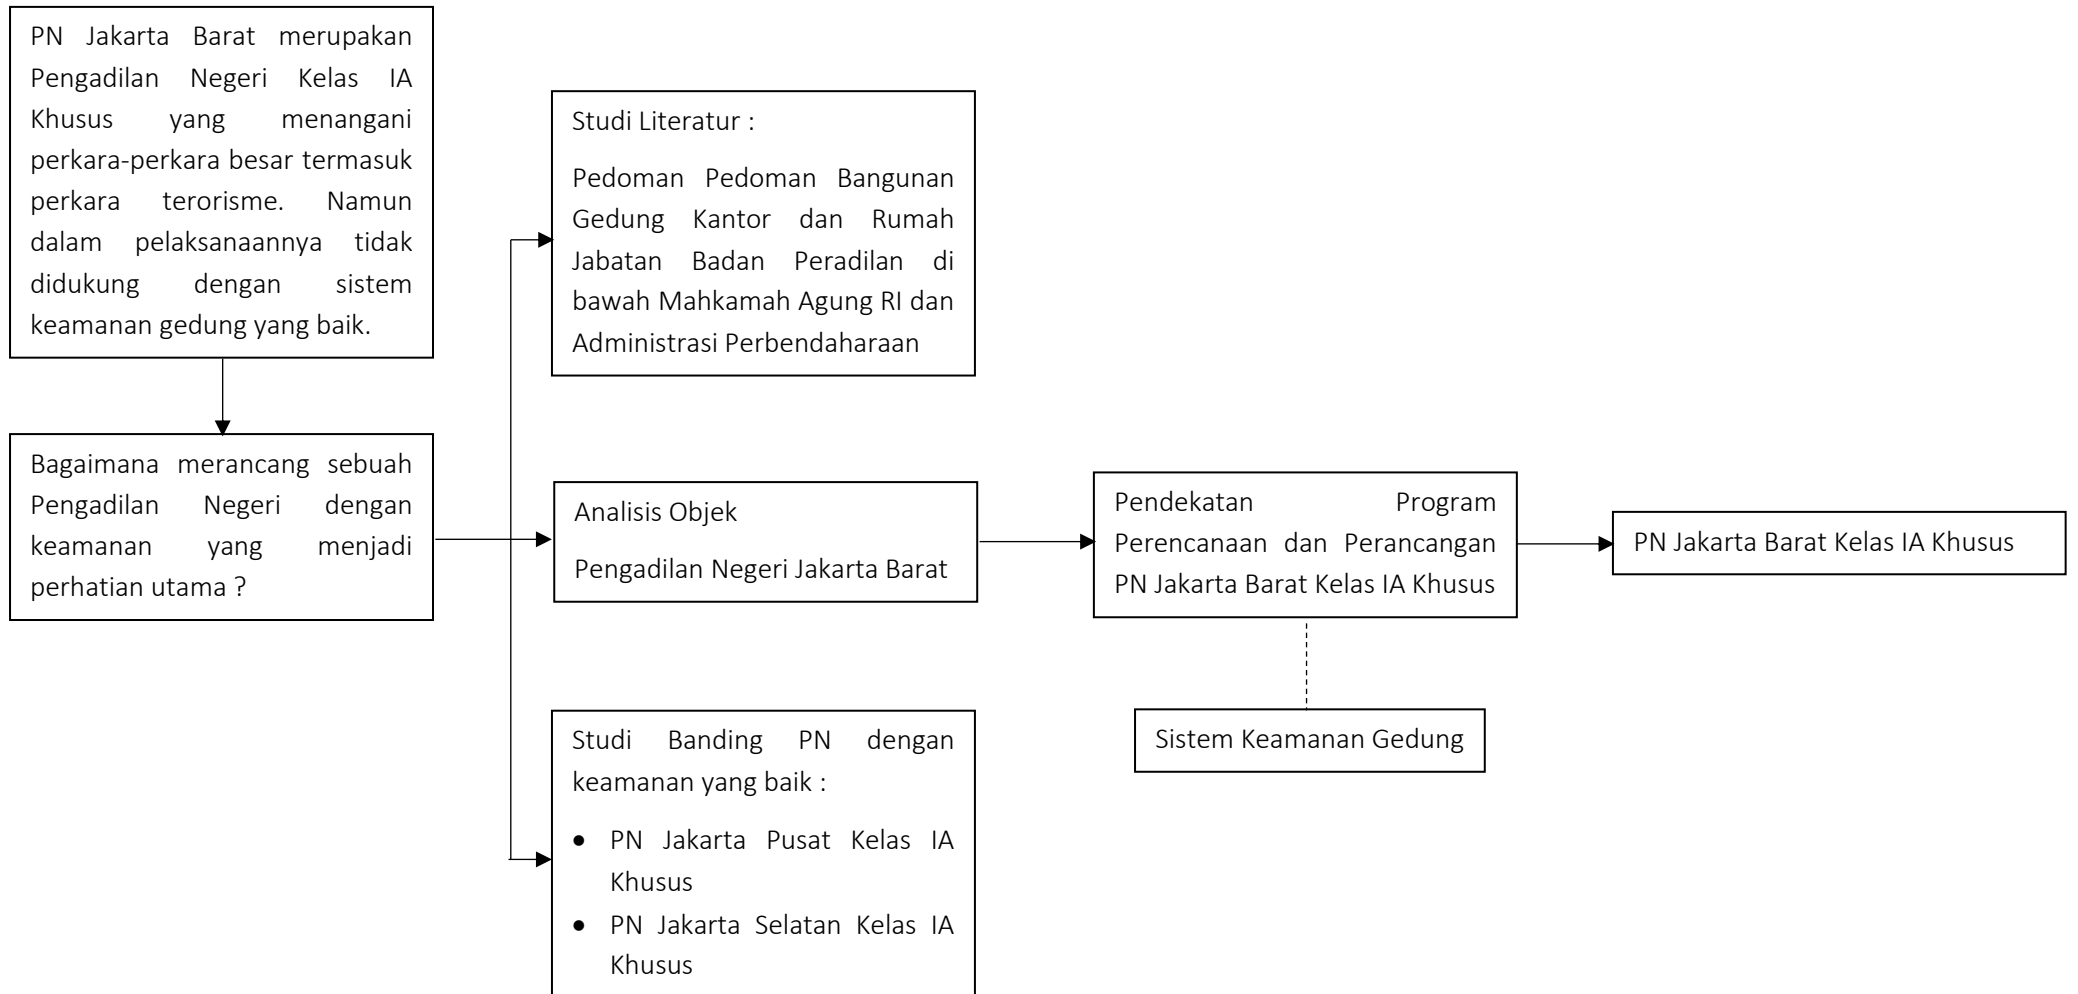 PN Jakarta Barat merupakan
Pengadilan Negeri Kelas IA
Khusus yang menangani
perkara-perkara besar termasuk
perkara terorisme. Namun
dalam pelaksanaannya tidak
didukung dengan sistem
keamanan gedung yang baik.
Bagaimana merancang sebuah
Pengadilan Negeri dengan
keamanan yang menjadi
perhatian utama ?
Studi Literatur :
Pedoman Pedoman Bangunan
Gedung Kantor dan Rumah
Jabatan Badan Peradilan di
bawah Mahkamah Agung RI dan
Administrasi Perbendaharaan
Analisis Objek
Pengadilan Negeri Jakarta Barat
Studi Banding PN dengan
keamanan yang baik :
• PN Jakarta Pusat Kelas IA
Khusus
• PN Jakarta Selatan Kelas IA
Khusus
Pendekatan Program
Perencanaan dan Perancangan
PN Jakarta Barat Kelas IA Khusus
Sistem Keamanan Gedung
PN Jakarta Barat Kelas IA Khusus